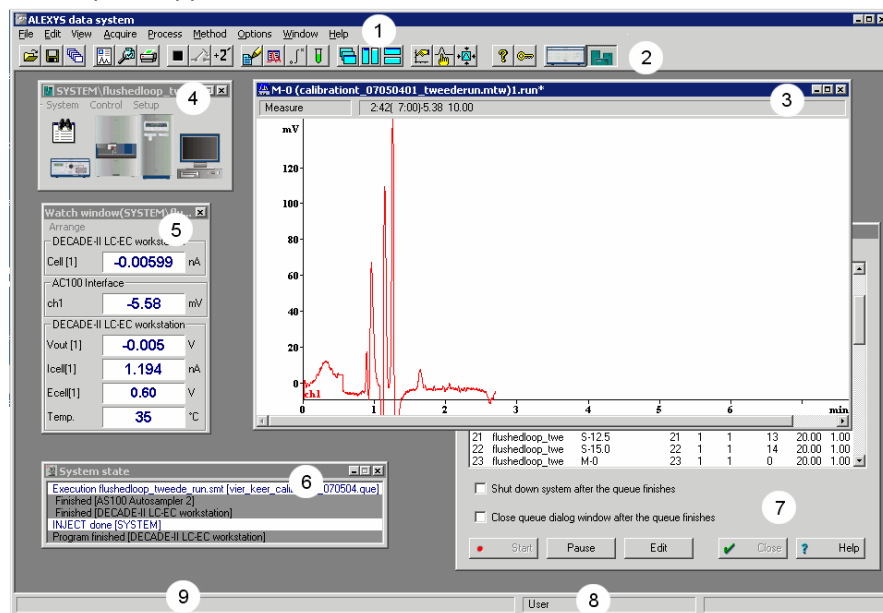 ALEXYS data system
File Edit View Acquire Process Method Options Window Help
1
+2'
2
SYSTEM\flushedloop_tw
4
System Control Setup
M-0 (calibrationt_07050401_tweederun.mtw)1.run*
3
Measure 2:42( 7:00)-5.38 10.00
mV
120
100
80
60
40
20
0
ch1
0 1 2 3 4 5 6 min
Watch window(SYSTEM)
5
Arrange
DECADE-II LC-EC workst
Cell [1] -0.00599 nA
AC100 Interface
ch1 -5.58 mV
DECADE-II LC-EC workstation
Vout [1] -0.005 V
Icell[1] 1.194 nA
Ecell[1] 0.60 V
Temp. 35 °C
21 flushedloop_twe S-12.5 21 1 1 13 20.00 1.00
22 flushedloop_twe S-15.0 22 1 1 14 20.00 1.00
23 flushedloop_twe M-0 23 1 1 0 20.00 1.00
Shut down system after the queue finishes
Close queue dialog window after the queue finishes
7
Start Pause Edit Close ? Help
System state
6
Execution flushedloop_tweede_run.smt [vier_keer_cali _070504.que]
Finished [AS100 Autosampler 2]
Finished [DECADE-II LC-EC workstation]
INJECT done [SYSTEM]
Program finished [DECADE-II LC-EC workstation]
9
User
8